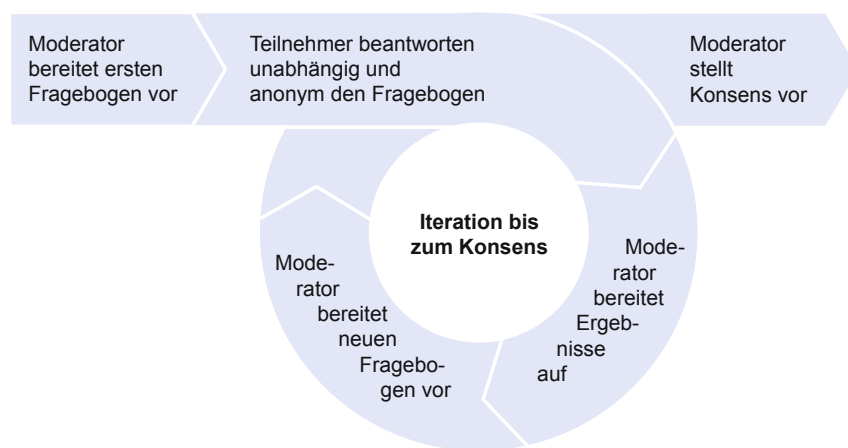 Moderator
bereitet ersten
Fragebogen vor
Teilnehmer beantworten
unabhängig und
anonym den Fragebogen
Moderator
stellt
Konsens vor
Iteration bis
zum Konsens
Mode-
rator
bereitet
Ergeb-
nisse
auf
Mode-
rator
bereitet
neuen
Fragebo-
gen vor